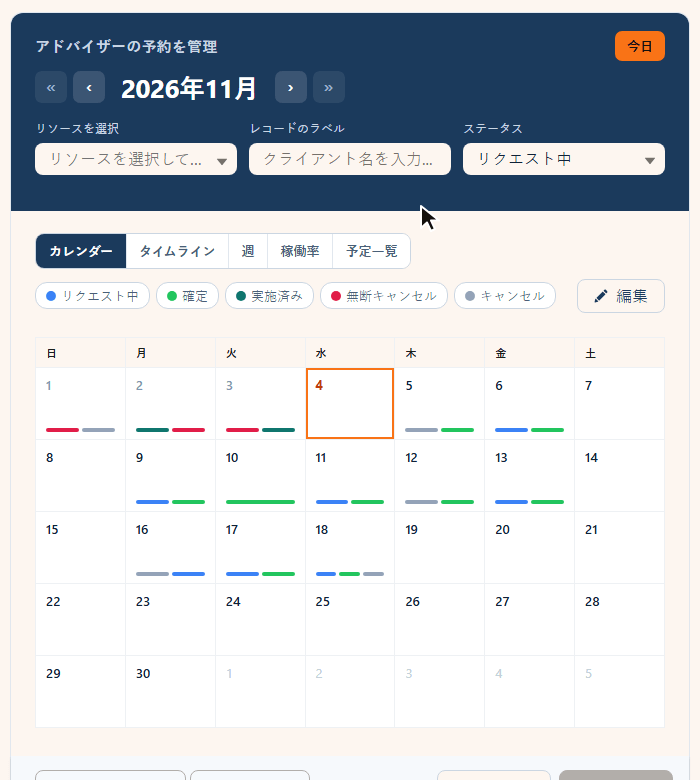 アドバイザーの予約を管理
今日
« ‹ 2026年11月 › »
リソースを選択 レコードのラベル ステータス
リソースを選択して... クライアント名を入力... リクエスト中
カレンダー タイムライン 週 稼働率 予定一覧
リクエスト中 確定 実施済み 無断キャンセル キャンセル 編集
日 月 火 水 木 金 土
1 2 3 4 5 6 7
8 9 10 11 12 13 14
15 16 17 18 19 20 21
22 23 24 25 26 27 28
29 30 1 2 3 4 5